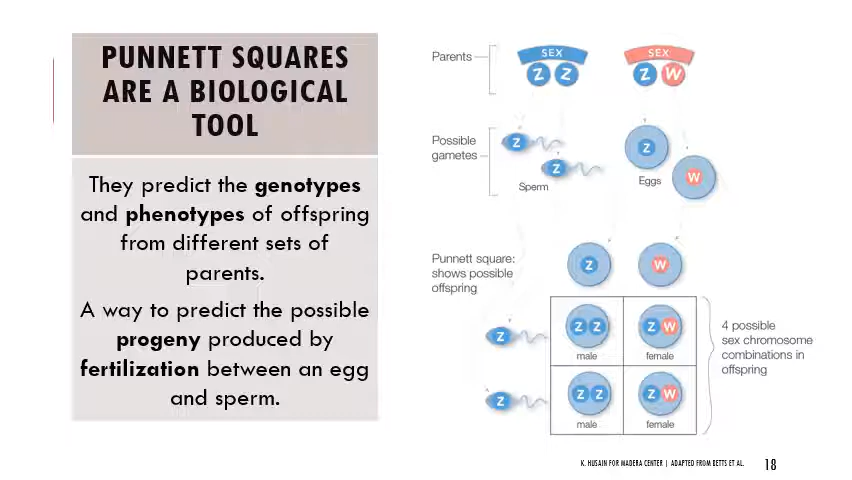 PUNNETT SQUARES
ARE A BIOLOGICAL
TOOL
They predict the genotypes
and phenotypes of offspring
from different sets of
parents.
A way to predict the possible
progeny produced by
fertilization between an egg
and sperm.
Parents
SEX
Z Z
SEX
Z W
Possible
gametes
Z
Z
Sperm
Z
Eggs
W
Punnett square:
shows possible
offspring
Z
W
Z
Z Z
male
Z W
female
Z
Z Z
male
Z W
female
4 possible
sex chromosome
combinations in
offspring
K. HUSAIN FOR MADERA CENTER | ADAPTED FROM BETTS ET AL.
18